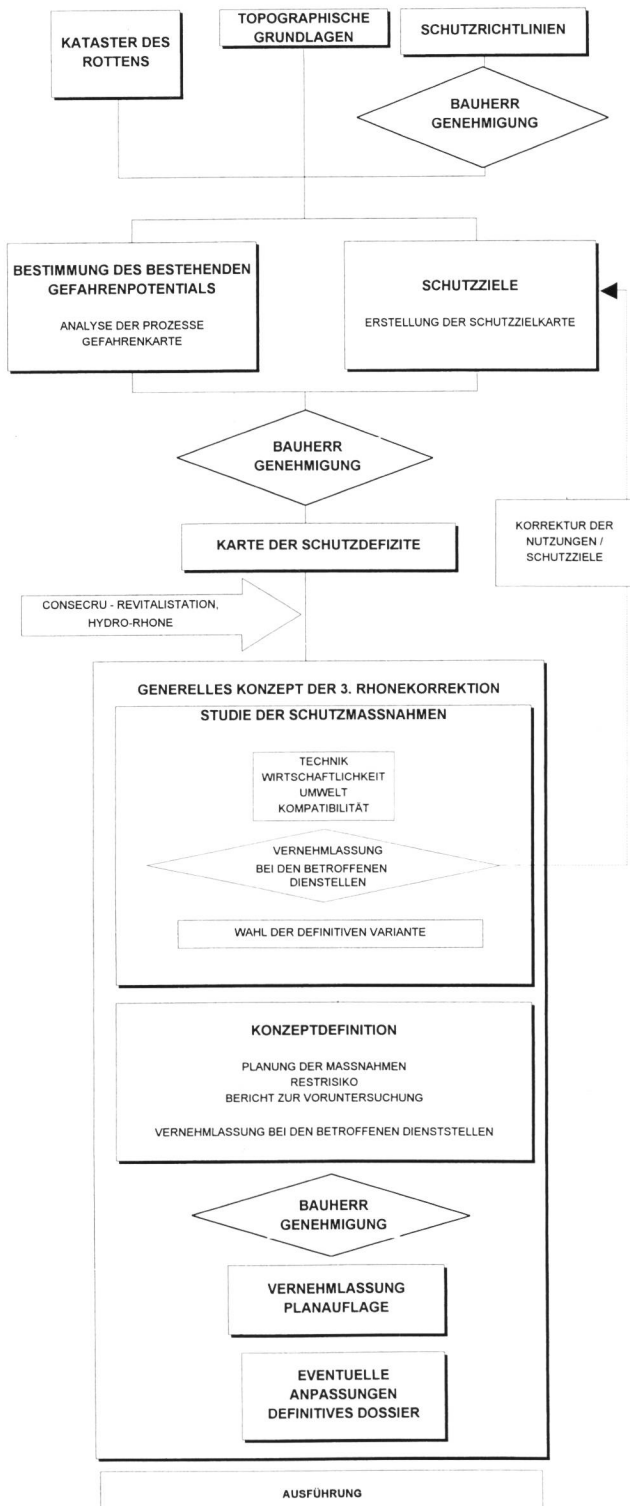 KATASTER DES
ROTTENS
TOPOGRAPHISCHE
GRUNDLAGEN
SCHUTZRICHTLINIEN
BAUHERR
GENEHMIGUNG
BESTIMMUNG DES BESTEHENDEN
GEFAHRENPOTENTIALS
ANALYSE DER PROZESSE
GEFAHRENKARTE
SCHUTZZIELE
ERSTELLUNG DER SCHUTZZIELKARTE
BAUHERR
GENEHMIGUNG
KARTE DER SCHUTZDEFIZITE
KORREKTUR DER
NUTZUNGEN /
SCHUTZZIELE
CONSECRU - REVITALISTATION,
HYDRO-RHONE
GENERELLES KONZEPT DER 3. RHONEKORREKTION
STUDIE DER SCHUTZMASSNAHMEN
TECHNIK
WIRTSCHAFTLICHKEIT
UMWELT
KOMPATIBILITÄT
VERNEHMLASSUNG
BEI DEN BETROFFENEN
DIENSTELLEN
WAHL DER DEFINITIVEN VARIANTE
KONZEPTDEFINITION
PLANUNG DER MASSNAHMEN
RESTRISIKO
BERICHT ZUR VORUNTERSUCHUNG
VERNEHMLASSUNG BEI DEN BETROFFENEN DIENSTSTELLEN
BAUHERR
GENEHMIGUNG
VERNEHMLASSUNG
PLANAUFLAGE
EVENTUELLE
ANPASSUNGEN
DEFINITIVES DOSSIER
AUSFÜHRUNG